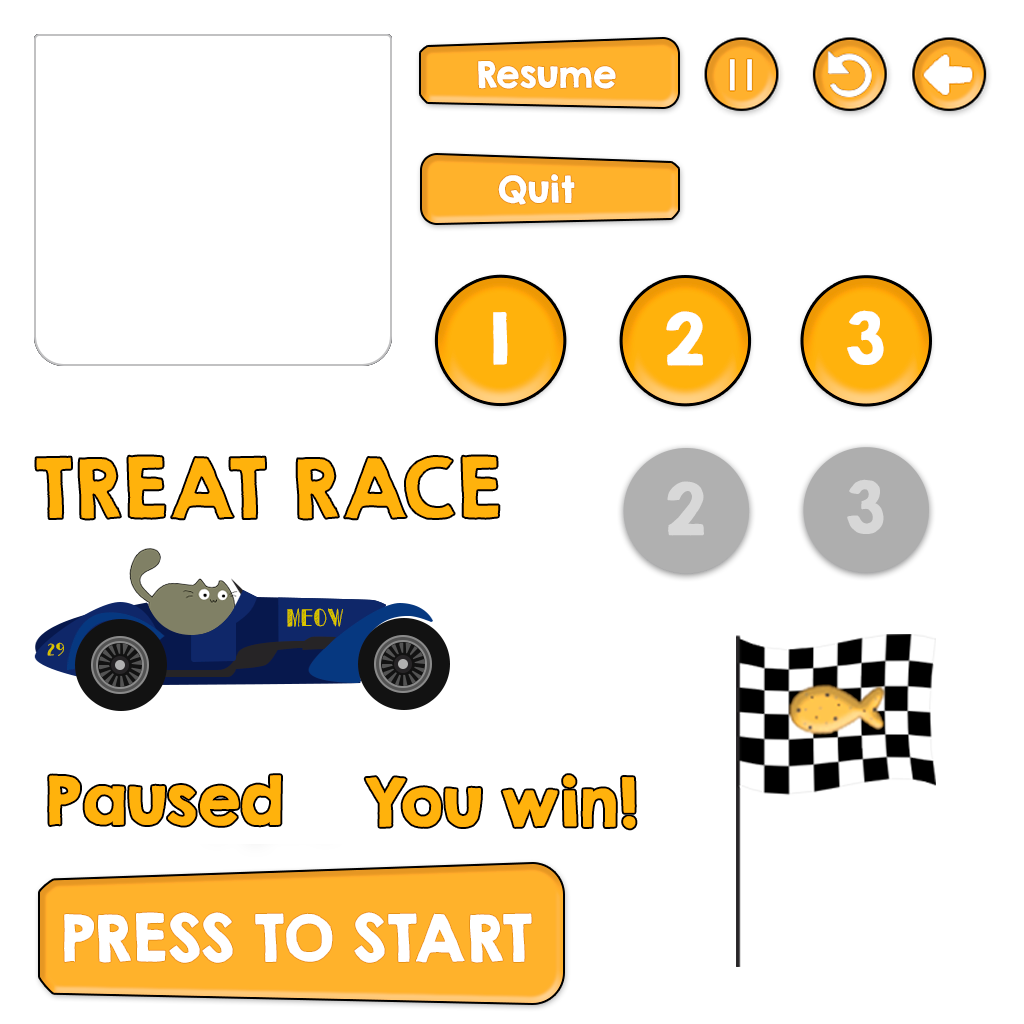 Resume
Quit
1 2 3
TREAT RACE
2 3
MEOW
29
Paused
You win!
PRESS TO START